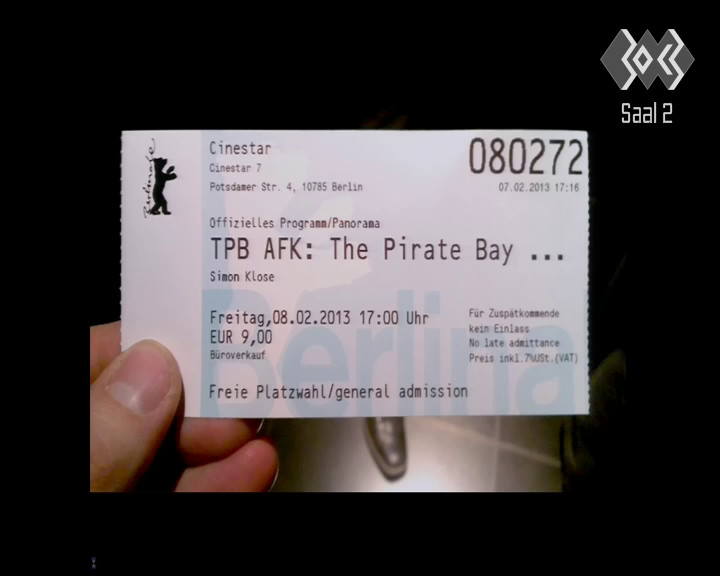 Saal 2
Cinestar
080272
Cinestar 7
Potsdamer Str. 4, 10785 Berlin
07.02.2013 17:16
Offizielles Programm/Panorama
TPB AFK: The Pirate Bay ...
Simon Klose
Freitag,08.02.2013 17:00 Uhr
EUR 9,00
Büroverkauf
Für Zuspätkommende
kein Einlass
No late admittance
Preis inkl.7%USt.(VAT)
Freie Platzwahl/general admission
Berlina